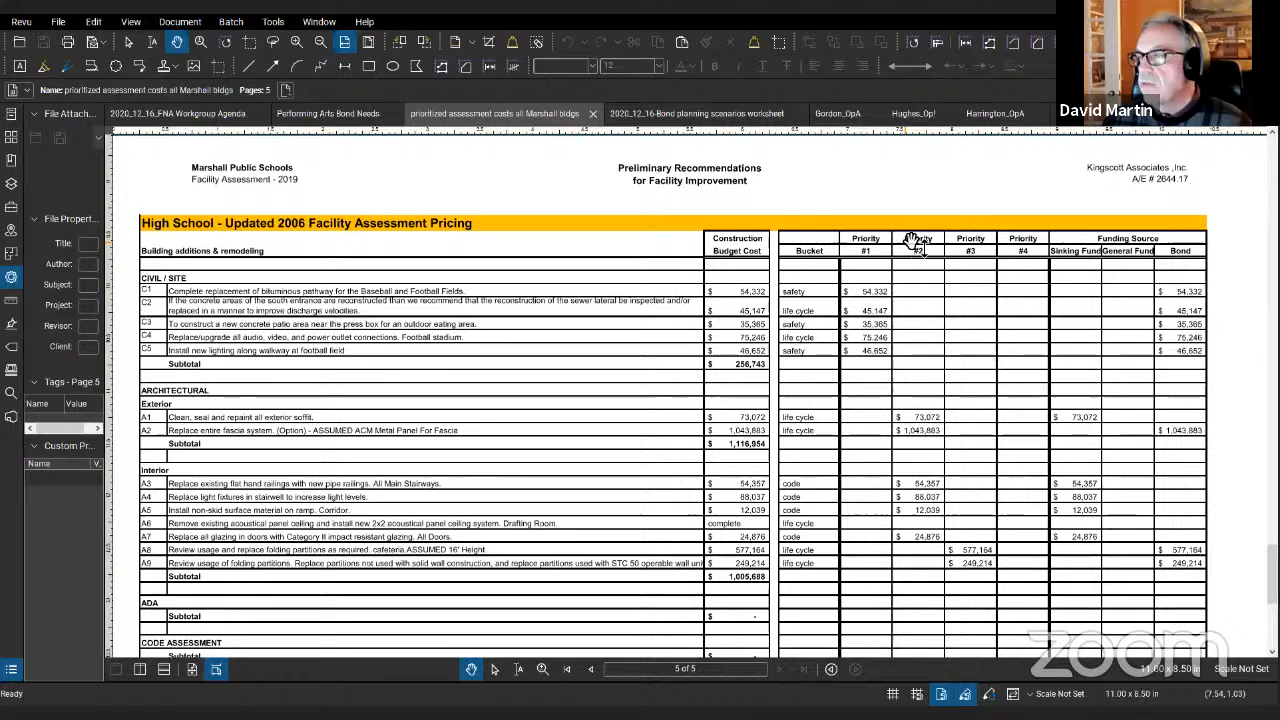 Revu File Edit View Document Batch Tools Window Help
12
David Martin
Name: prioritized assessment costs all Marshall bldgs Pages: 5
File Attach... 2020_12_16_FNA Workgroup Agenda Performing Arts Bond Needs prioritized assessment costs all Marshall bldgs 2020_12_16-Bond planning scenarios worksheet Gordon_OpA Hughes_Op! Harrington_OpA
File Property...
Title:
Author:
Subject:
Project:
Revisor:
Client:
Tags - Page 5
Name Value
Custom Pr...
Name V..
Marshall Public Schools Preliminary Recommendations Kingscott Associates ,Inc.
Facility Assessment - 2019 for Facility Improvement A/E # 2644.17
High School - Updated 2006 Facility Assessment Pricing
Construction Priority Priority Priority Funding Source
Building additions & remodeling Budget Cost Bucket #1 #2 #3 #4 Sinking Fund General Fund Bond
CIVIL / SITE
C1 Complete replacement of bituminous pathway for the Baseball and Football Fields. $ 54,332 safety $ 54,332 $ 54,332
C2 If the concrete areas of the south entrance are reconstructed than we recommend that the reconstruction of the sewer lateral be inspected and/or
replaced in a manner to improve discharge velocities. $ 45,147 life cycle $ 45,147 $ 45,147
C3 To construct a new concrete patio area near the press box for an outdoor eating area. $ 35,365 safety $ 35,365 $ 35,365
C4 Replace/upgrade all audio, video, and power outlet connections. Football stadium. $ 75,246 life cycle $ 75,246 $ 75,246
C5 Install new lighting along walkway at football field $ 46,652 safety $ 46,652 $ 46,652
Subtotal $ 256,743
ARCHITECTURAL
Exterior
A1 Clean, seal and repaint all exterior soffit. $ 73,072 life cycle $ 73,072 $ 73,072
A2 Replace entire fascia system. (Option) - ASSUMED ACM Metal Panel For Fascia $ 1,043,883 life cycle $ 1,043,883 $ 1,043,883
Subtotal $ 1,116,954
Interior
A3 Replace existing flat hand railings with new pipe railings. All Main Stairways. $ 54,357 code $ 54,357 $ 54,357
A4 Replace light fixtures in stairwell to increase light levels. $ 88,037 code $ 88,037 $ 88,037
A5 Install non-skid surface material on ramp. Corridor. $ 12,039 code $ 12,039 $ 12,039
A6 Remove existing acoustical panel ceiling and install new 2x2 acoustical panel ceiling system. Drafting Room. complete life cycle
A7 Replace all glazing in doors with Category II impact resistant glazing. All Doors. $ 24,876 code $ 24,876 $ 24,876
A8 Review usage and replace folding partitions as required. cafeteria.ASSUMED 16' Height $ 577,164 life cycle $ 577,164 $ 577,164
A9 Review usage of folding partitions. Replace partitions not used with solid wall construction, and replace partitions used with STC 50 operable wall uni $ 249,214 life cycle $ 249,214 $ 249,214
Subtotal $ 1,005,688
ADA
Subtotal $ -
CODE ASSESSMENT
Subtotal $ -
zoom
5 of 5 11.00 x 8.50 in Scale Not Set
Ready Scale Not Set 11.00 x 8.50 in (7.54, 1.03)